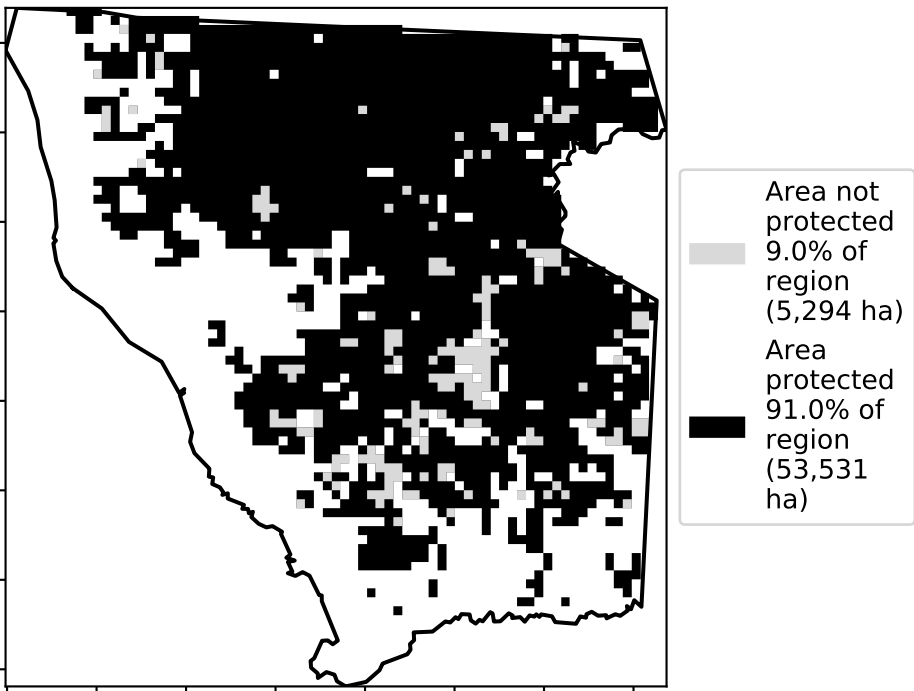 Area not
protected
9.0% of
region
(5,294 ha)
Area
protected
91.0% of
region
(53,531
ha)